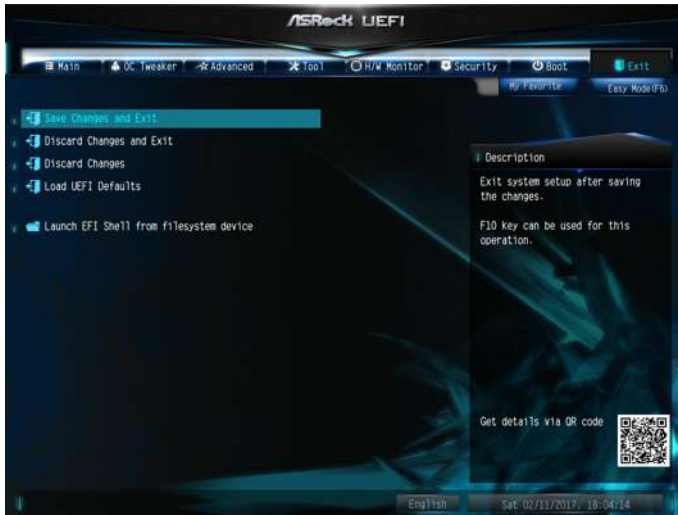 ASRock UEFI
Main OC Tweaker Advanced Tool H/W Monitor Security Boot Exit
My Favorite Easy Mode(F6)
Save Changes and Exit
Discard Changes and Exit
Discard Changes
Load UEFI Defaults
Launch EFI Shell from filesystem device
Description
Exit system setup after saving
the changes.
F10 key can be used for this
operation.
Get details via QR code
English Sat 02/11/2017, 18:04:14